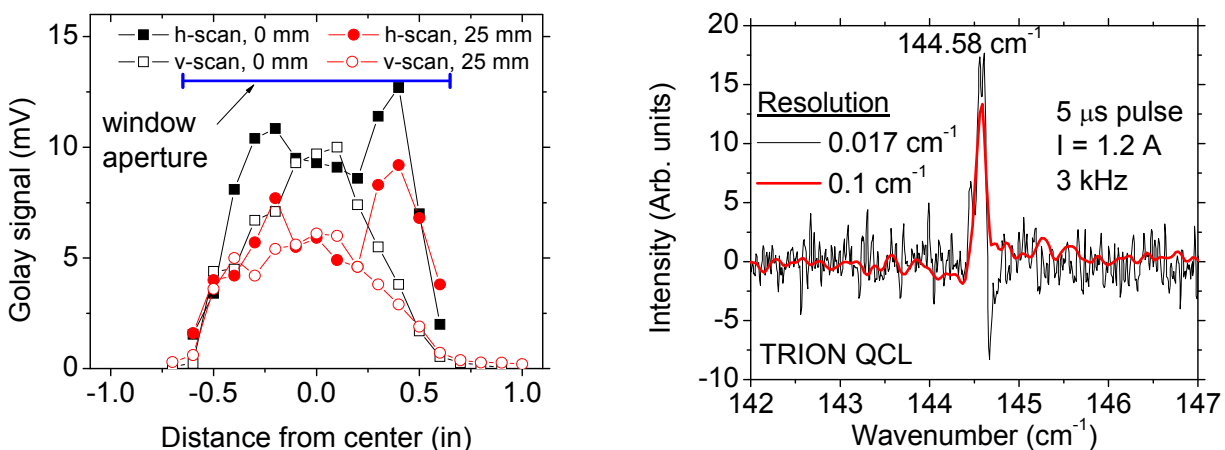 15
10
5
0
-1.0 -0.5 0.0 0.5 1.0
Golay signal (mV)
Distance from center (in)
h-scan, 0 mm h-scan, 25 mm
v-scan, 0 mm v-scan, 25 mm
window
aperture
20
15
10
5
0
-5
-10
142 143 144 145 146 147
Intensity (Arb. units)
Wavenumber (cm⁻¹)
144.58 cm⁻¹
Resolution
0.017 cm⁻¹
0.1 cm⁻¹
5 μs pulse
I = 1.2 A
3 kHz
TRION QCL